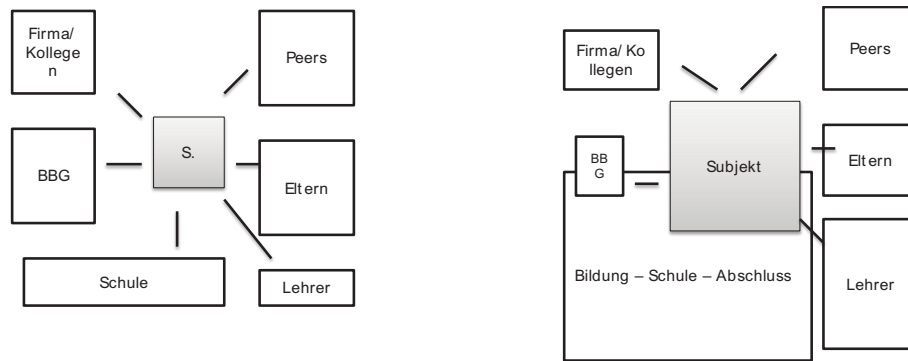 Firma/
Kollege
n
Peers
S.
BBG
Eltern
Schule
Lehrer
Firma/ Ko
llegen
Peers
BB
G
Subjekt
Eltern
Bildung – Schule – Abschluss
Lehrer